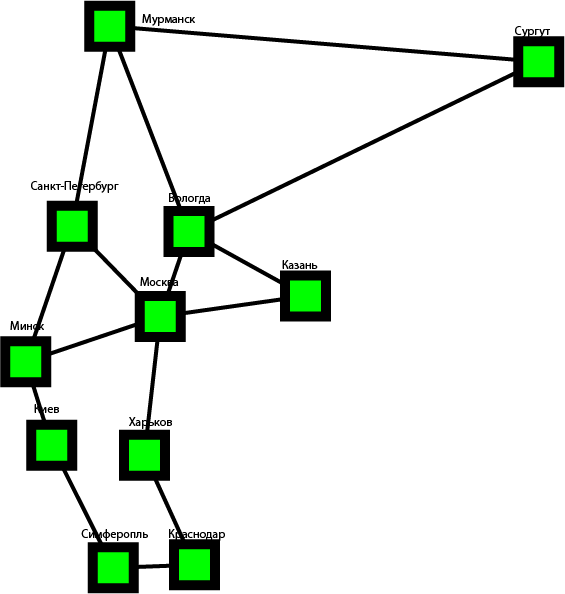 Мурманск
Сургут
Санкт-Петербург
Вологда
Казань
Москва
Минск
Киев
Харьков
Симферопль
Краснодар